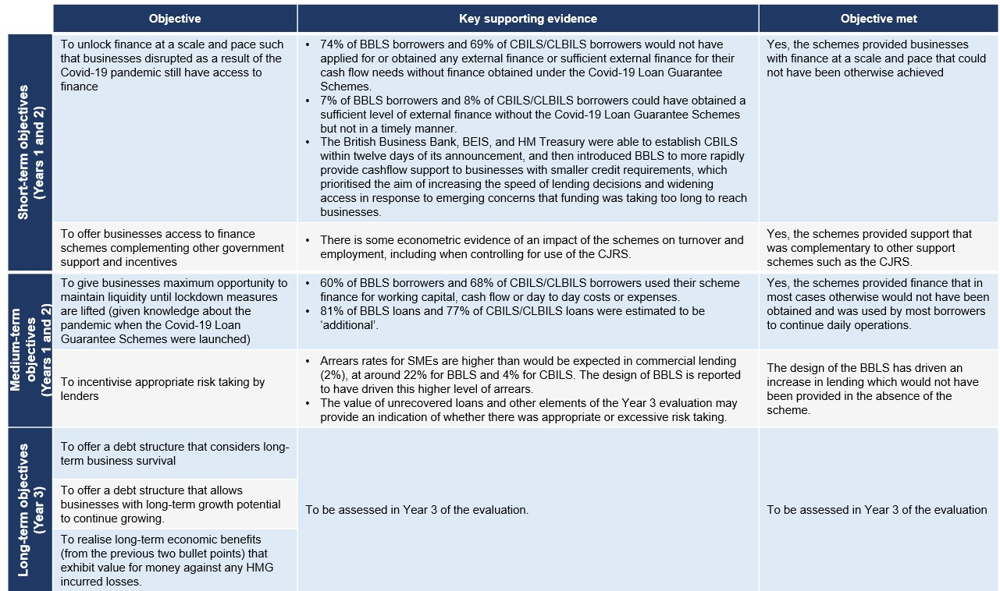 Objective
Key supporting evidence
Objective met
Short-term objectives
(Years 1 and 2)
To unlock finance at a scale and pace such
that businesses disrupted as a result of the
Covid-19 pandemic still have access to
finance
• 74% of BBLS borrowers and 69% of CBILS/CLBILS borrowers would not have
applied for or obtained any external finance or sufficient external finance for their
cash flow needs without finance obtained under the Covid-19 Loan Guarantee
Schemes.
• 7% of BBLS borrowers and 8% of CBILS/CLBILS borrowers could have obtained a
sufficient level of external finance without the Covid-19 Loan Guarantee Schemes
but not in a timely manner.
• The British Business Bank, BEIS, and HM Treasury were able to establish CBILS
within twelve days of its announcement, and then introduced BBLS to more rapidly
provide cashflow support to businesses with smaller credit requirements, which
prioritised the aim of increasing the speed of lending decisions and widening
access in response to emerging concerns that funding was taking too long to reach
businesses.
Yes, the schemes provided businesses
with finance at a scale and pace that could
not have been otherwise achieved
To offer businesses access to finance
schemes complementing other government
support and incentives
• There is some econometric evidence of an impact of the schemes on turnover and
employment, including when controlling for use of the CJRS.
Yes, the schemes provided support that
was complementary to other support
schemes such as the CJRS.
Medium-term
objectives
(Years 1 and 2)
To give businesses maximum opportunity to
maintain liquidity until lockdown measures
are lifted (given knowledge about the
pandemic when the Covid-19 Loan
Guarantee Schemes were launched)
• 60% of BBLS borrowers and 68% of CBILS/CLBILS borrowers used their scheme
finance for working capital, cash flow or day to day costs or expenses.
• 81% of BBLS loans and 77% of CBILS/CLBILS loans were estimated to be
‘additional’.
Yes, the schemes provided finance that in
most cases otherwise would not have been
obtained and was used by most borrowers
to continue daily operations.
To incentivise appropriate risk taking by
lenders
• Arrears rates for SMEs are higher than would be expected in commercial lending
(2%), at around 22% for BBLS and 4% for CBILS. The design of BBLS is reported
to have driven this higher level of arrears.
• The value of unrecovered loans and other elements of the Year 3 evaluation may
provide an indication of whether there was appropriate or excessive risk taking.
The design of the BBLS has driven an
increase in lending which would not have
been provided in the absence of the
scheme.
Long-term objectives
(Year 3)
To offer a debt structure that considers long-
term business survival
To offer a debt structure that allows
businesses with long-term growth potential
to continue growing.
To realise long-term economic benefits
(from the previous two bullet points) that
exhibit value for money against any HMG
incurred losses.
To be assessed in Year 3 of the evaluation.
To be assessed in Year 3 of the evaluation